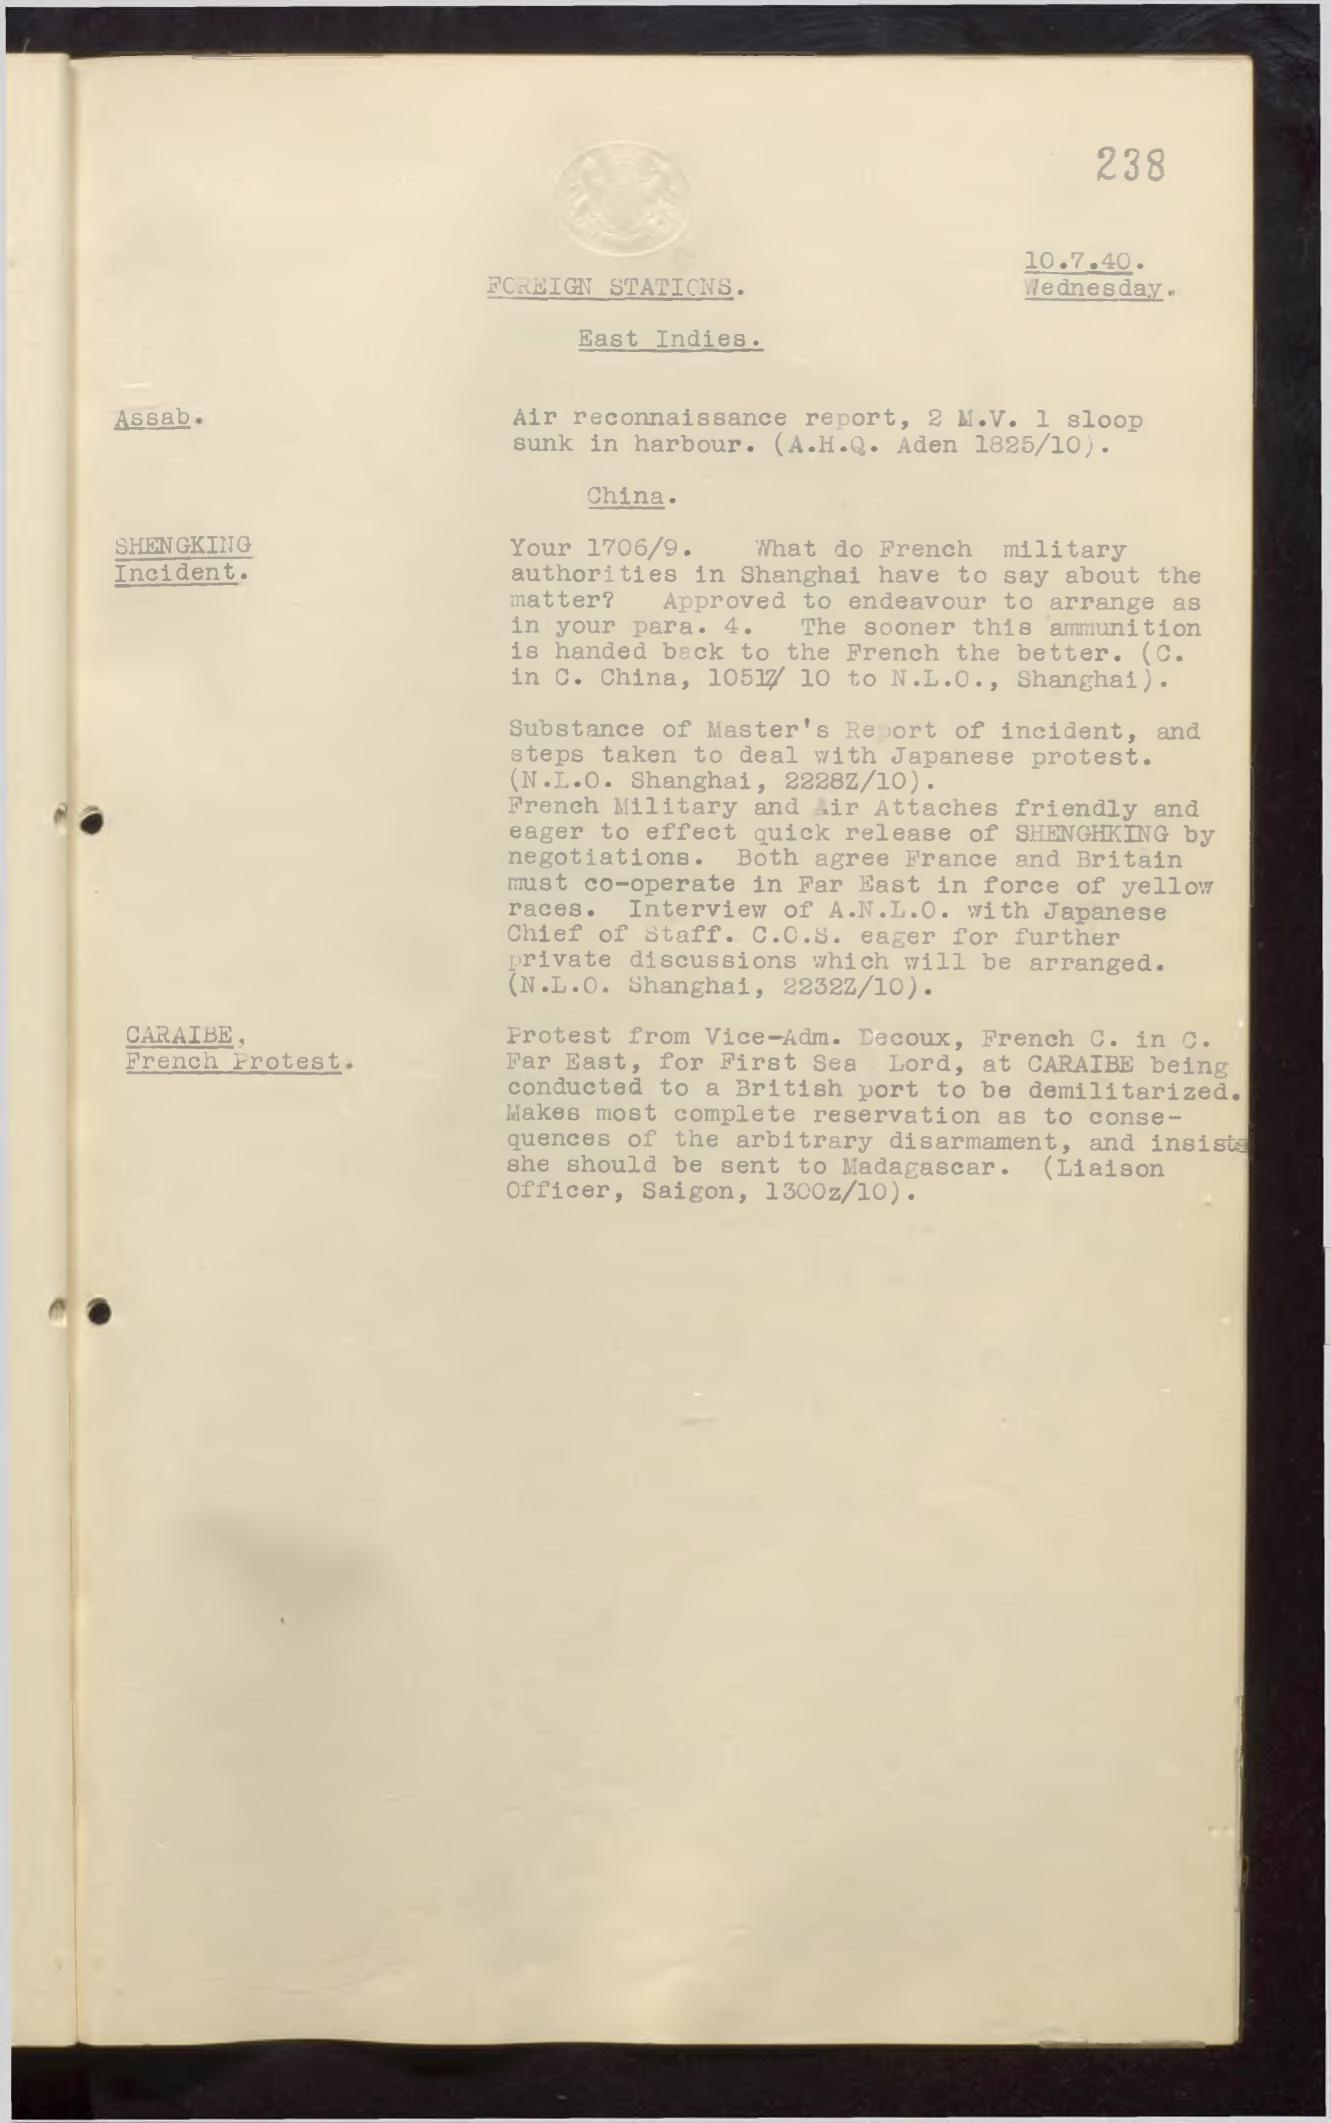 238
10.7.40.
FOREIGN STATIONS.
Wednesday.
East Indies.
Assab.
Air reconnaissance report, 2 M.V. 1 sloop
sunk in harbour. (A.H.Q. Aden 1825/10).
China.
SHENGKING
Incident.
Your 1706/9. What do French military
authorities in Shanghai have to say about the
matter? Approved to endeavour to arrange as
in your para. 4. The sooner this ammunition
is handed back to the French the better. (C.
in C. China, 1051Z/ 10 to N.L.O., Shanghai).
Substance of Master's Report of incident, and
steps taken to deal with Japanese protest.
(N.L.O. Shanghai, 2228Z/10).
French Military and Air Attaches friendly and
eager to effect quick release of SHENGHKING by
negotiations. Both agree France and Britain
must co-operate in Far East in force of yellow
races. Interview of A.N.L.O. with Japanese
Chief of Staff. C.O.S. eager for further
private discussions which will be arranged.
(N.L.O. Shanghai, 2232Z/10).
CARAIBE,
French Protest.
Protest from Vice-Adm. Decoux, French C. in C.
Far East, for First Sea Lord, at CARAIBE being
conducted to a British port to be demilitarized.
Makes most complete reservation as to conse-
quences of the arbitrary disarmament, and insists
she should be sent to Madagascar. (Liaison
Officer, Saigon, 1300z/10).